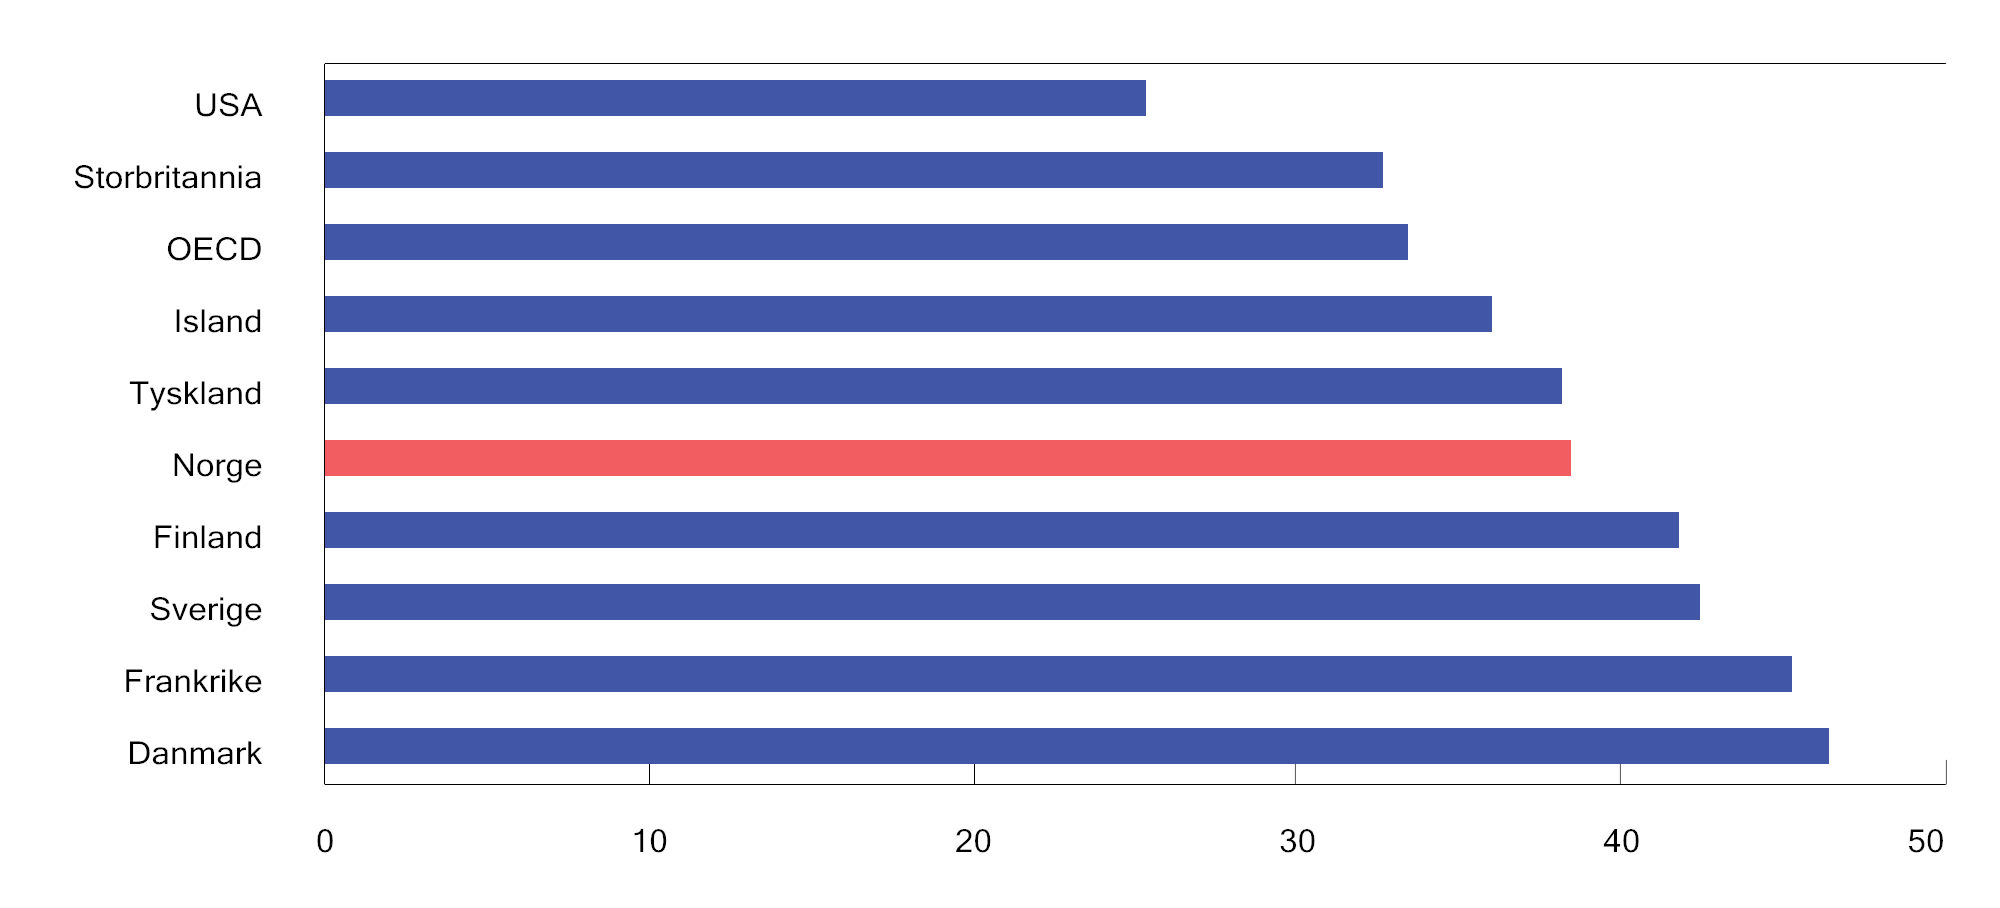 USA
Storbritannia
OECD
Island
Tyskland
Norge
Finland
Sverige
Frankrike
Danmark
0 10 20 30 40 50